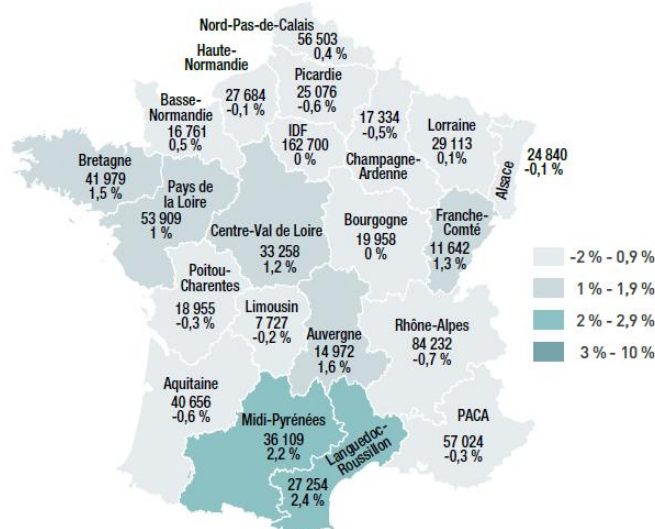 Nord-Pas-de-Calais
56 503
0,4 %
Haute-
Normandie
27 684
-0,1 %
Picardie
25 076
-0,6 %
Basse-
Normandie
16 761
0,5 %
IDF
162 700
0 %
17 334
-0,5%
Champagne-
Ardenne
Lorraine
29 113
0,1%
Alsace
24 840
-0,1 %
Bretagne
41 979
1,5 %
Pays de
la Loire
53 909
1 %
Centre-Val de Loire
33 258
1,2 %
Bourgogne
19 958
0 %
Franche-
Comté
11 642
1,3 %
-2 % - 0,9 %
1 % - 1,9 %
2 % - 2,9 %
3 % - 10 %
Poitou-
Charentes
18 955
-0,3 %
Limousin
7 727
-0,2 %
Auvergne
14 972
1,6 %
Rhône-Alpes
84 232
-0,7 %
Aquitaine
40 656
-0,6 %
Midi-Pyrénées
36 109
2,2 %
Languedoc-
Roussillon
27 254
2,4 %
PACA
57 024
-0,3 %